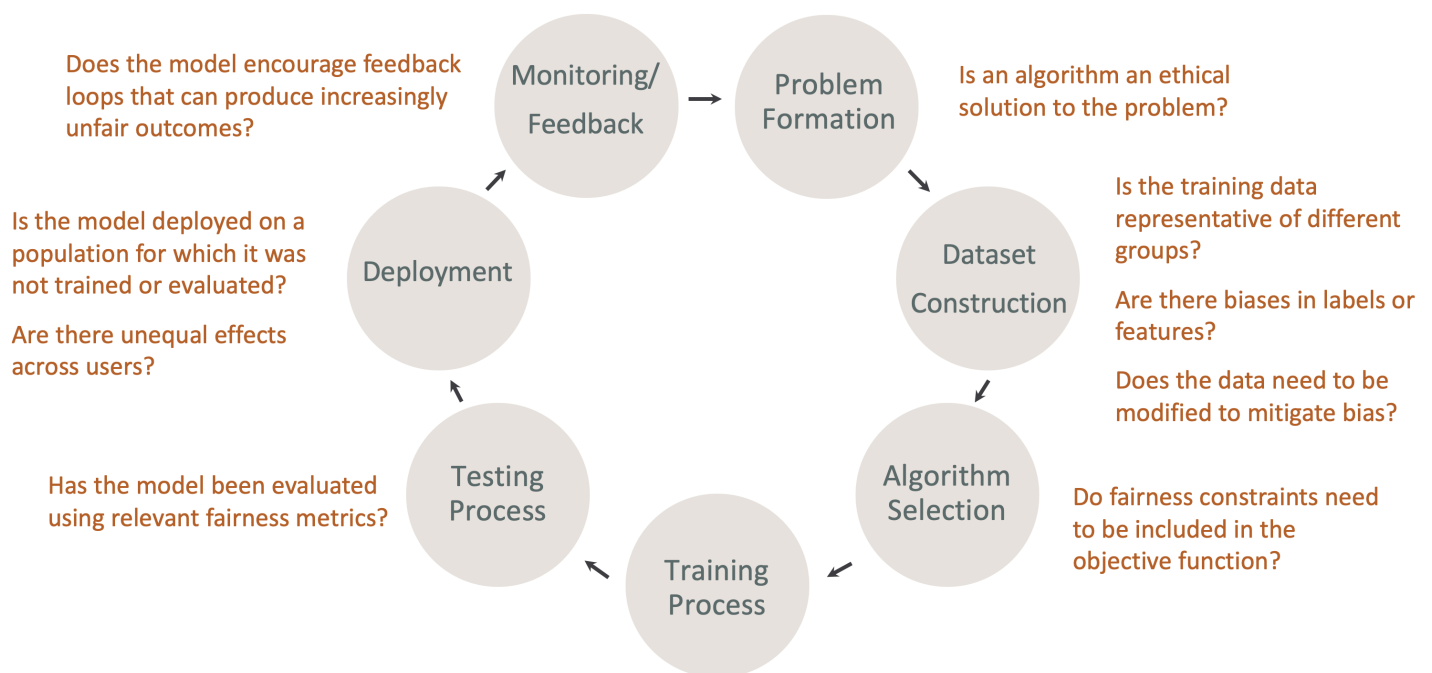 Does the model encourage feedback
loops that can produce increasingly
unfair outcomes?
Monitoring/
Feedback
Problem
Formation
Is an algorithm an ethical
solution to the problem?
Is the training data
representative of different
groups?
Are there biases in labels or
features?
Does the data need to be
modified to mitigate bias?
Dataset
Construction
Is the model deployed on a
population for which it was
not trained or evaluated?
Are there unequal effects
across users?
Deployment
Algorithm
Selection
Do fairness constraints need
to be included in the
objective function?
Has the model been evaluated
using relevant fairness metrics?
Testing
Process
Training
Process